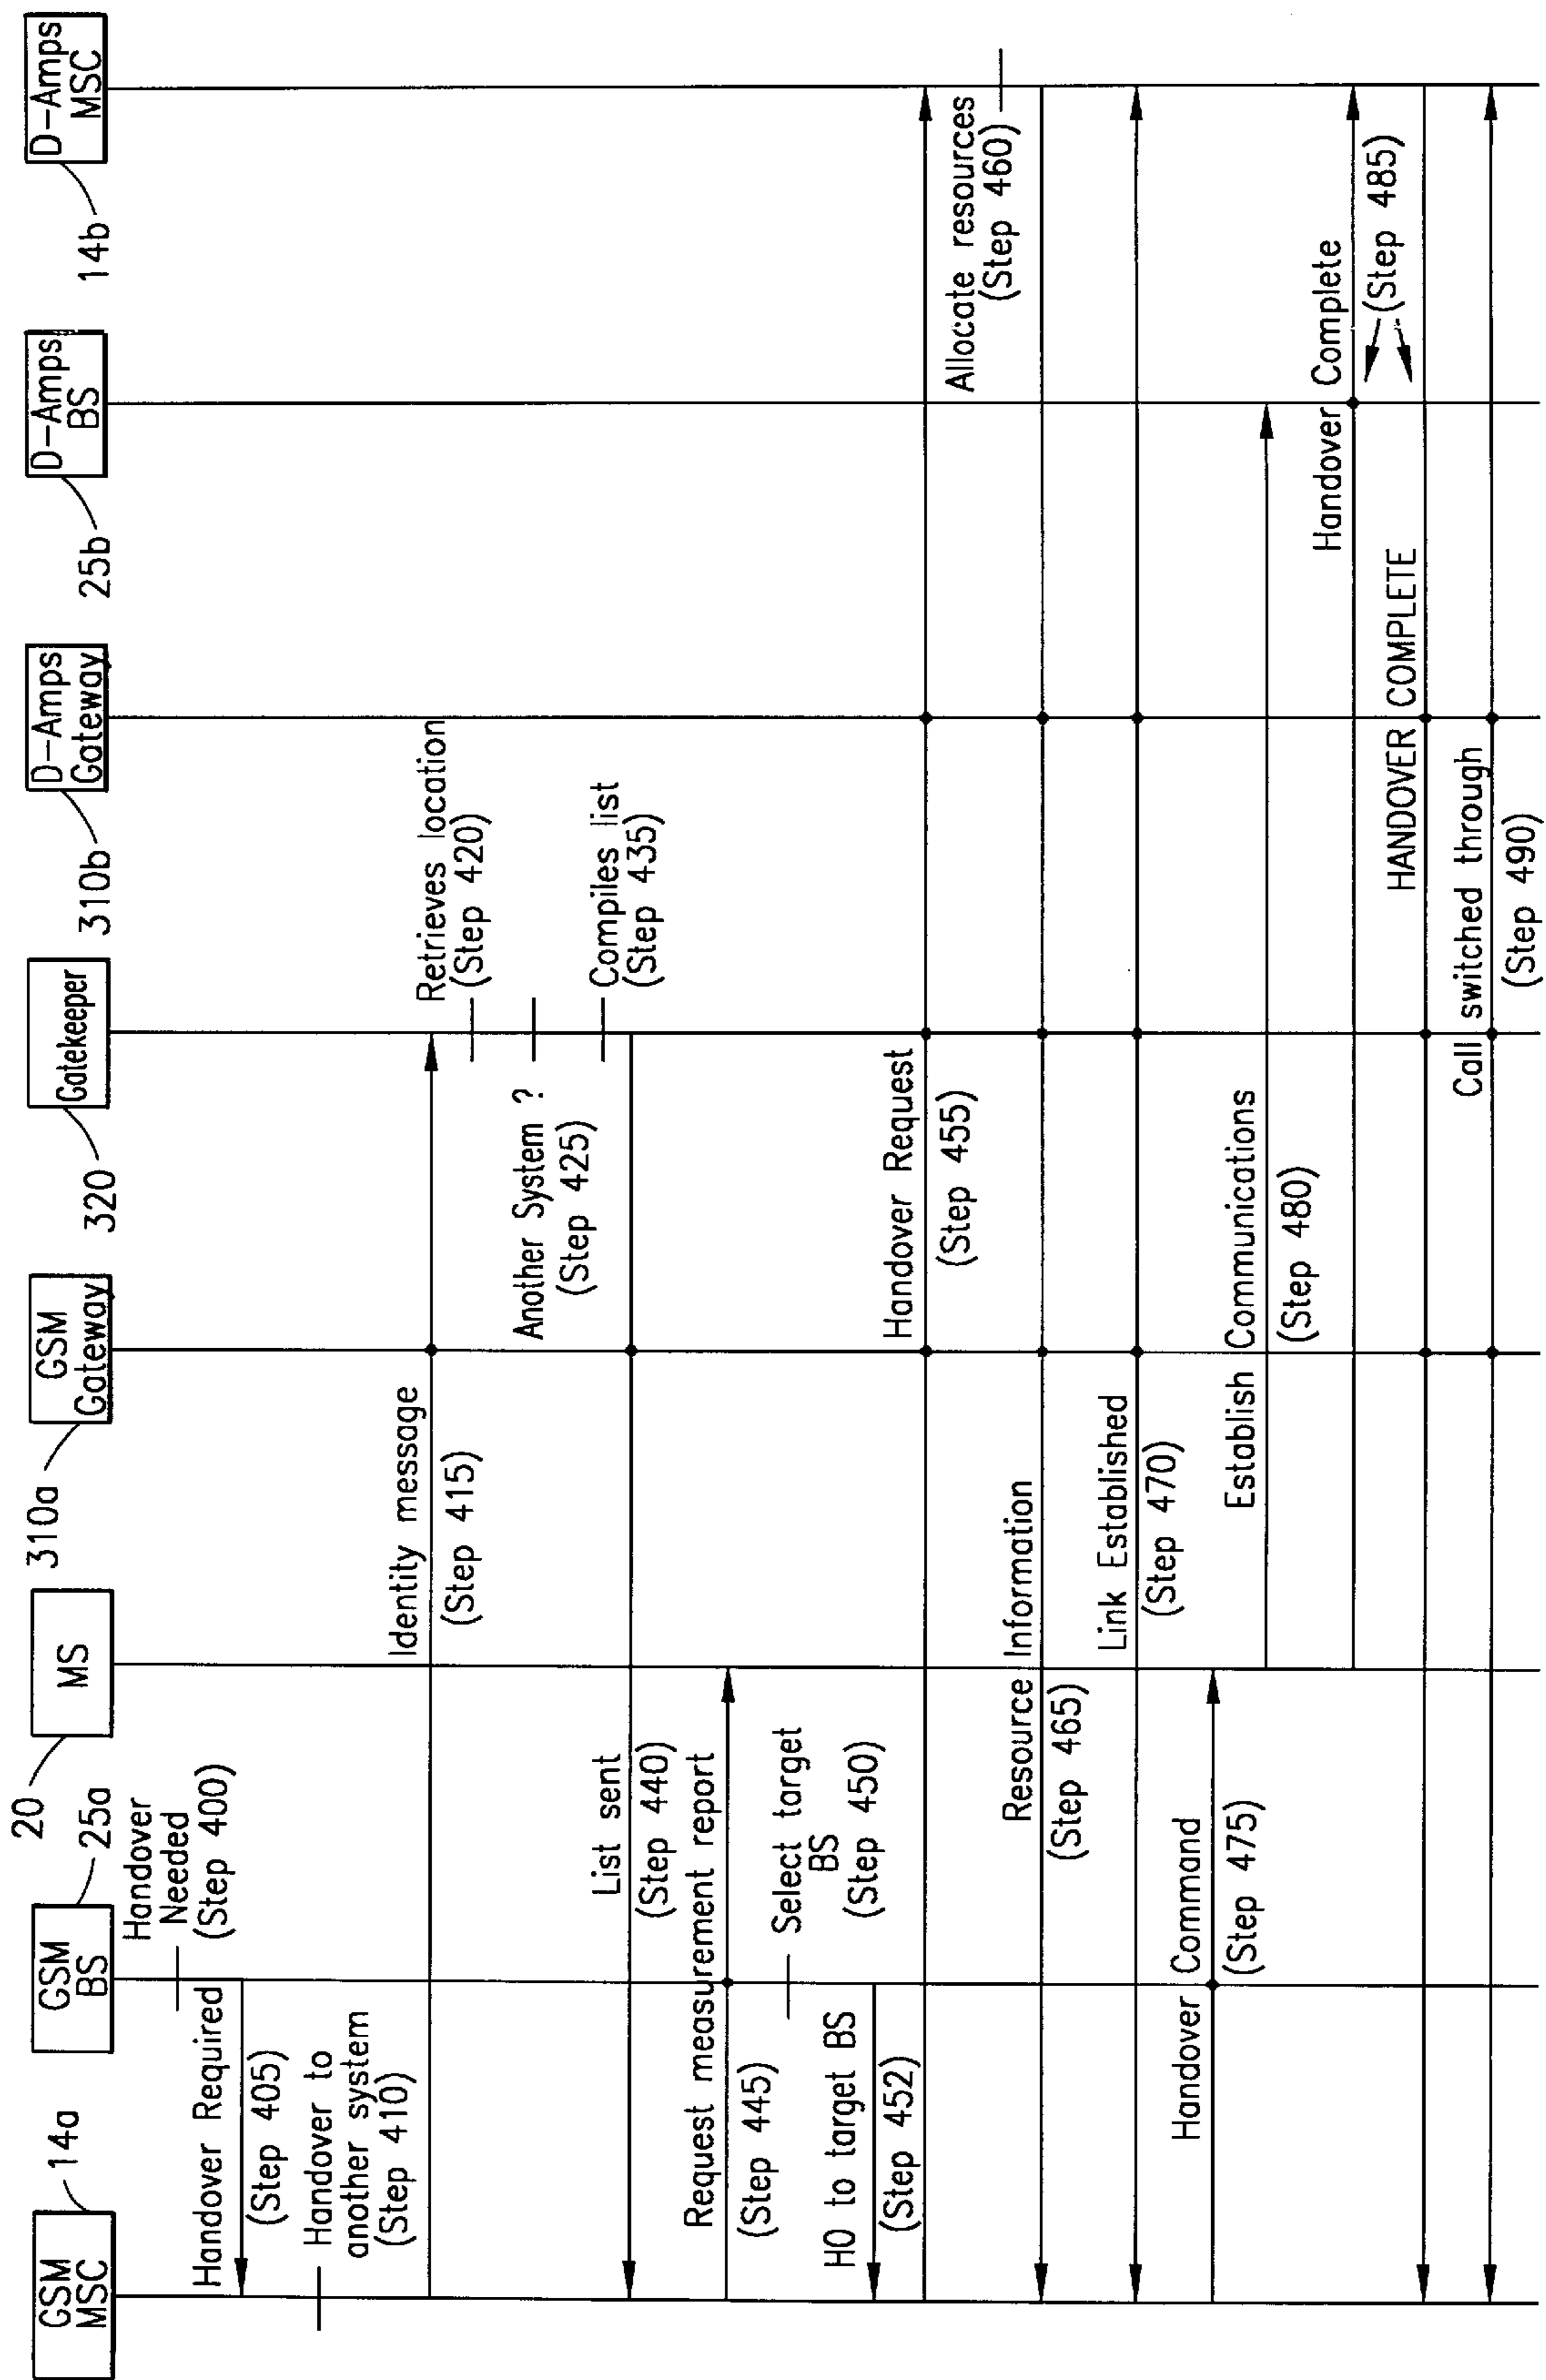 GSM
MSC
14a
GSM
BS
25a
MS
20
GSM
Gateway
310a
Gatekeeper
320
D-Amps
Gateway
310b
D-Amps
BS
25b
D-Amps
MSC
14b
Handover
Needed
(Step 400)
Handover Required
(Step 405)
Handover to
another system
(Step 410)
Identity message
(Step 415)
Retrieves location
(Step 420)
Another System ?
(Step 425)
Compiles list
(Step 435)
List sent
(Step 440)
Request measurement report
(Step 445)
Select target
BS
(Step 450)
HO to target BS
(Step 452)
Handover Request
(Step 455)
Allocate resources
(Step 460)
Resource Information
(Step 465)
Link Established
(Step 470)
Handover Command
(Step 475)
Establish Communications
(Step 480)
Handover Complete
(Step 485)
HANDOVER COMPLETE
Call switched through
(Step 490)